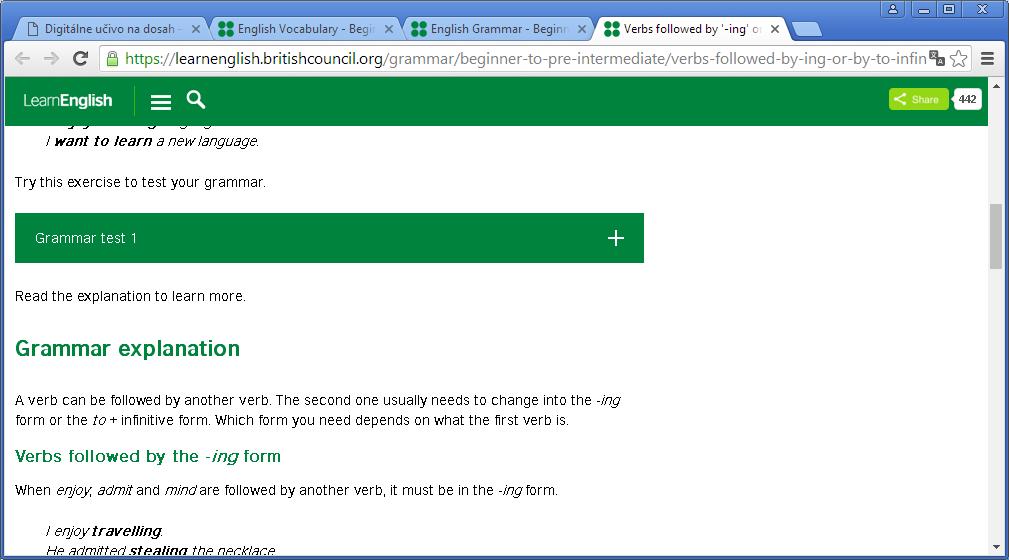 Digitálne učivo na dosah -
English Vocabulary - Begin
English Grammar - Beginn
Verbs followed by '-ing' o
https://learnenglish.britishcouncil.org/grammar/beginner-to-pre-intermediate/verbs-followed-by-ing-or-by-to-infin
LearnEnglish
Share
442
I want to learn a new language.
Try this exercise to test your grammar.
Grammar test 1
Read the explanation to learn more.
Grammar explanation
A verb can be followed by another verb. The second one usually needs to change into the -ing
form or the to + infinitive form. Which form you need depends on what the first verb is.
Verbs followed by the -ing form
When enjoy, admit and mind are followed by another verb, it must be in the -ing form.
I enjoy travelling.
He admitted stealing the necklace